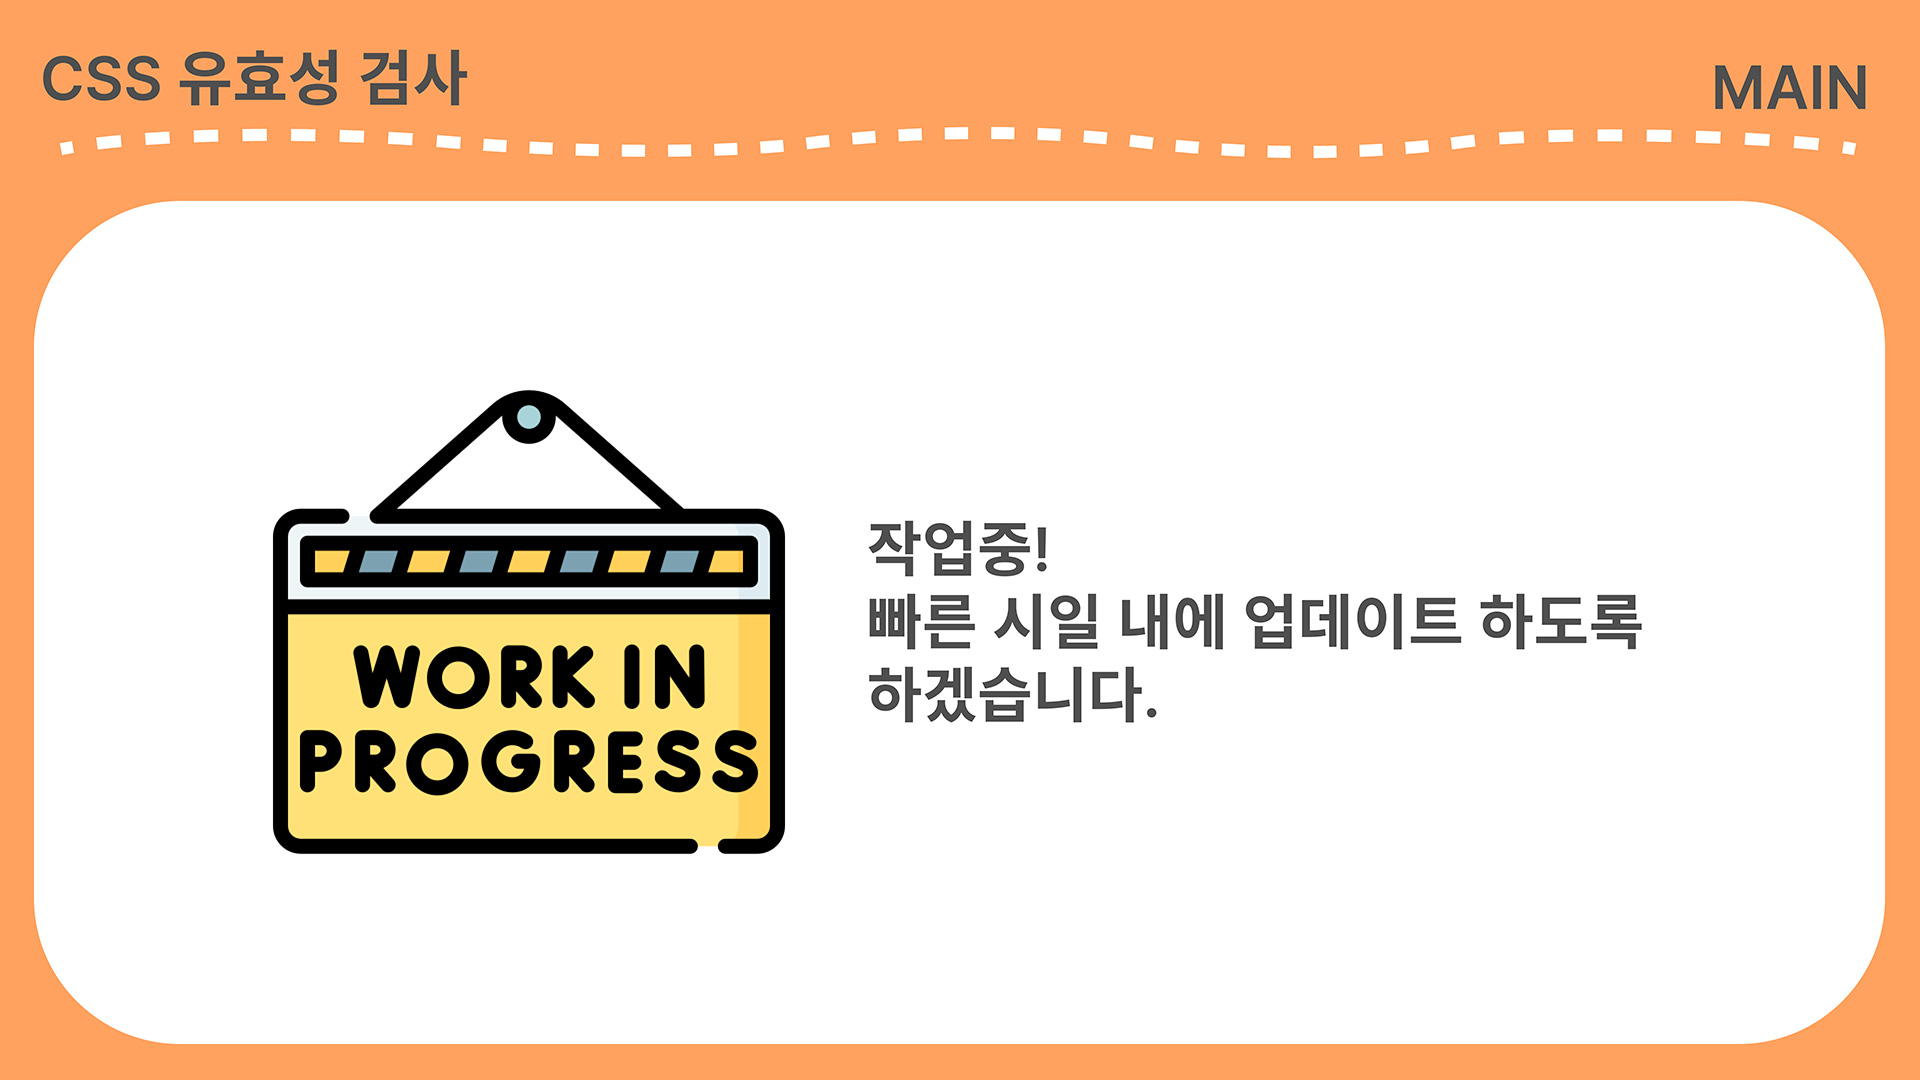 CSS 유효성 검사
MAIN
WORK IN
PROGRESS
작업중!
빠른 시일 내에 업데이트 하도록
하겠습니다.